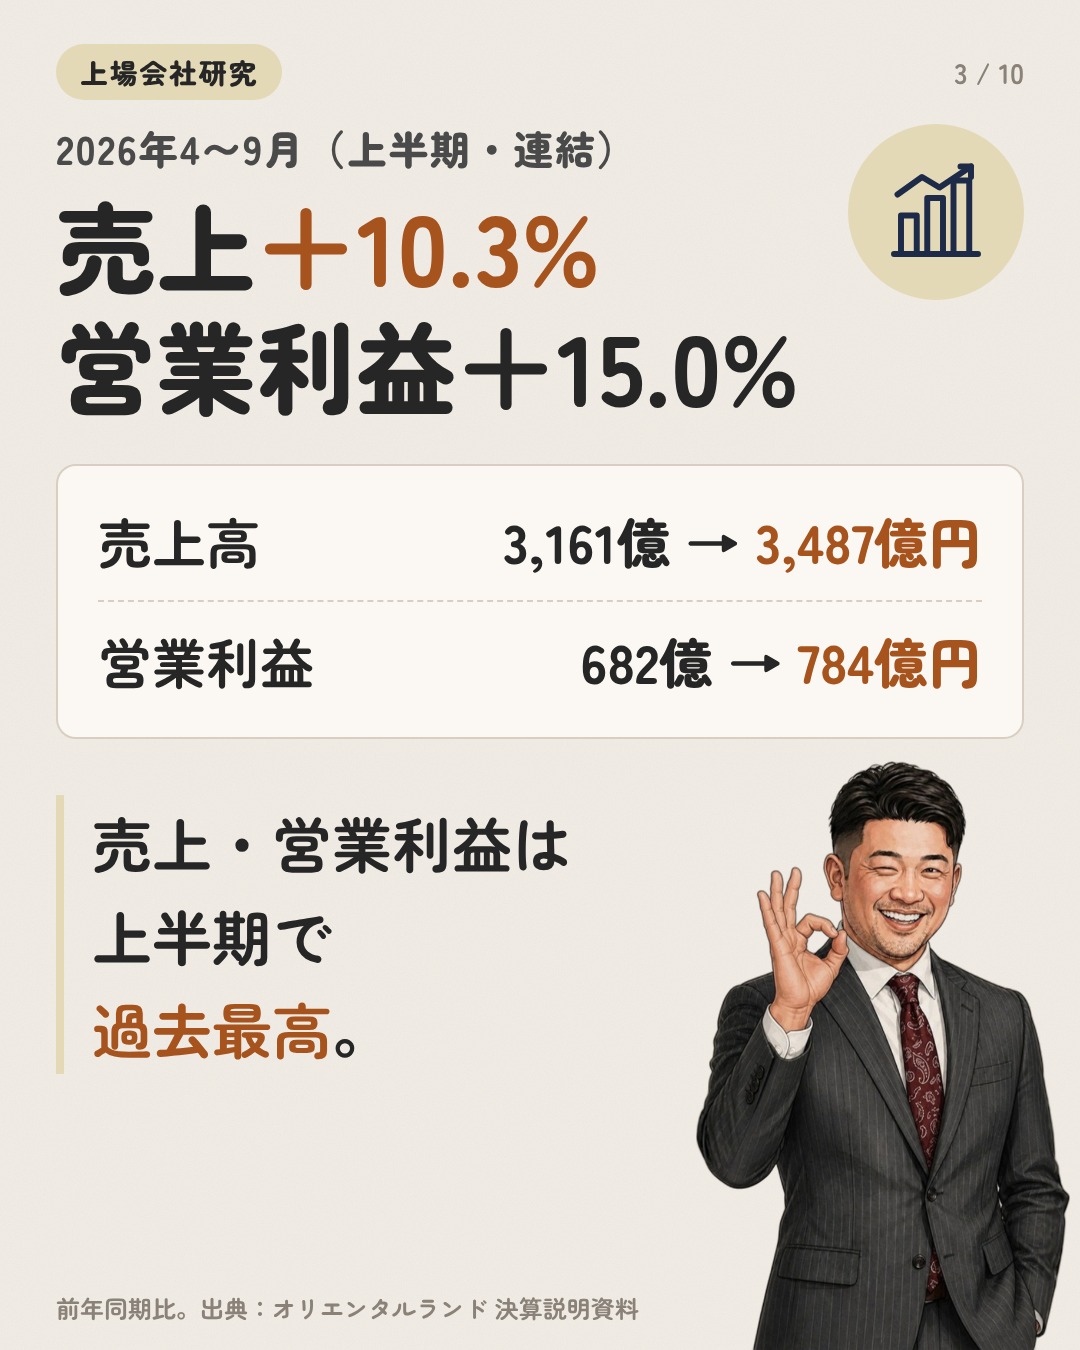 上場会社研究
3 / 10
2026年4〜9月（上半期・連結）
売上＋10.3%
営業利益＋15.0%
売上高 3,161億 → 3,487億円
営業利益 682億 → 784億円
売上・営業利益は
上半期で
過去最高。
前年同期比。出典：オリエンタルランド 決算説明資料